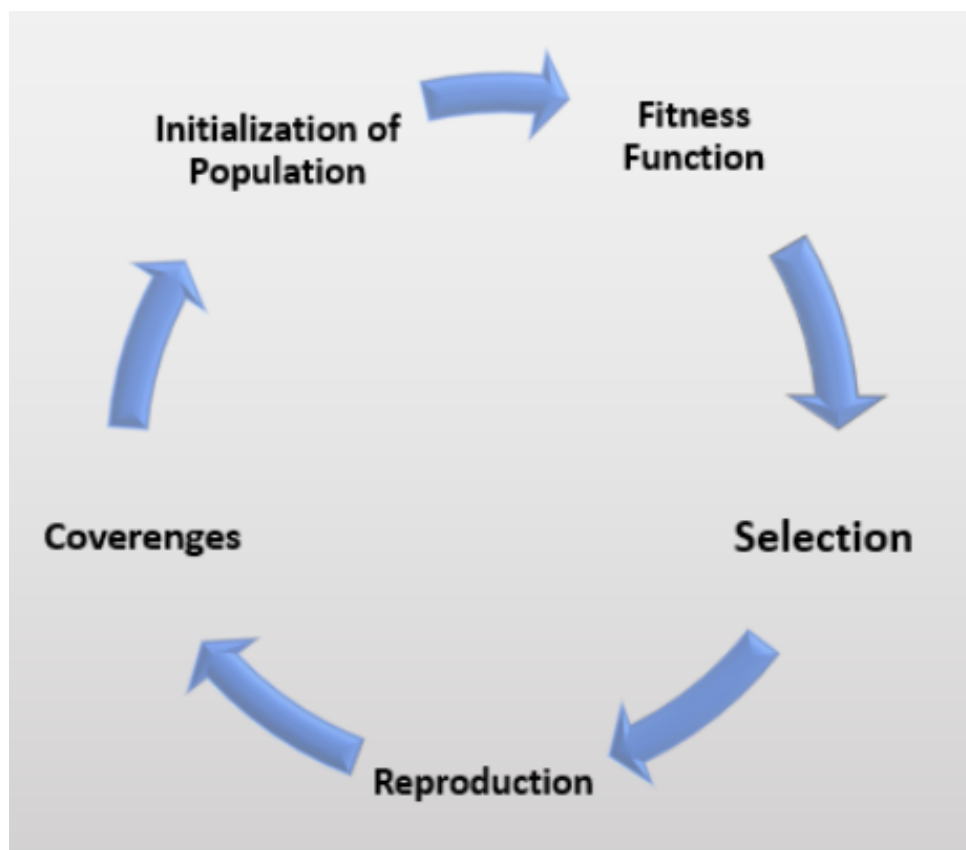 Initialization of
Population
Fitness
Function
Selection
Reproduction
Coverenges